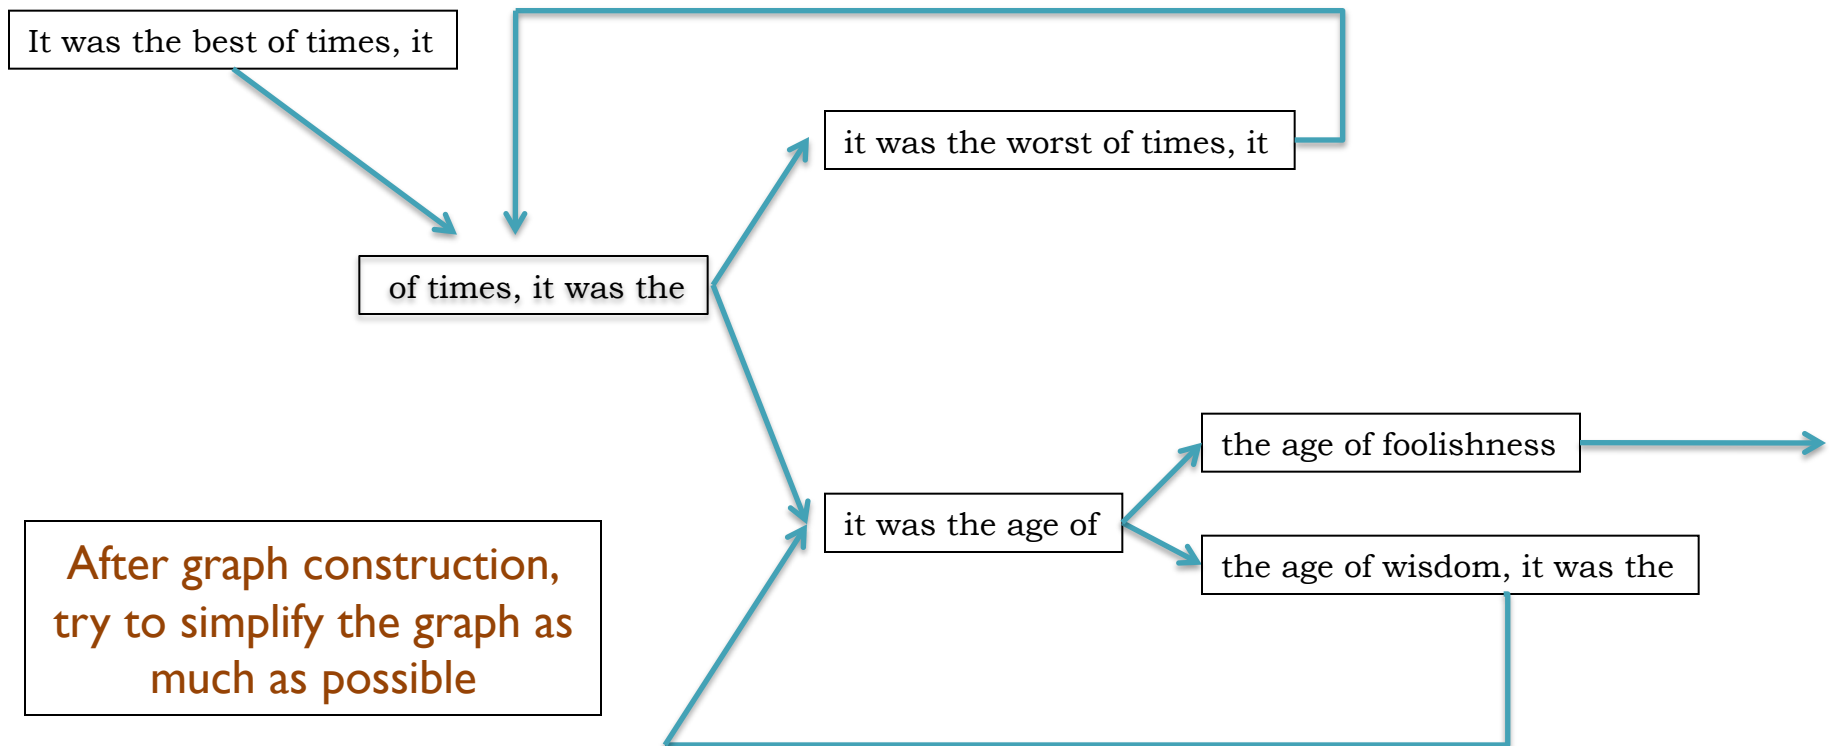 It was the best of times, it
it was the worst of times, it
of times, it was the
the age of foolishness
it was the age of
the age of wisdom, it was the
After graph construction,
try to simplify the graph as
much as possible